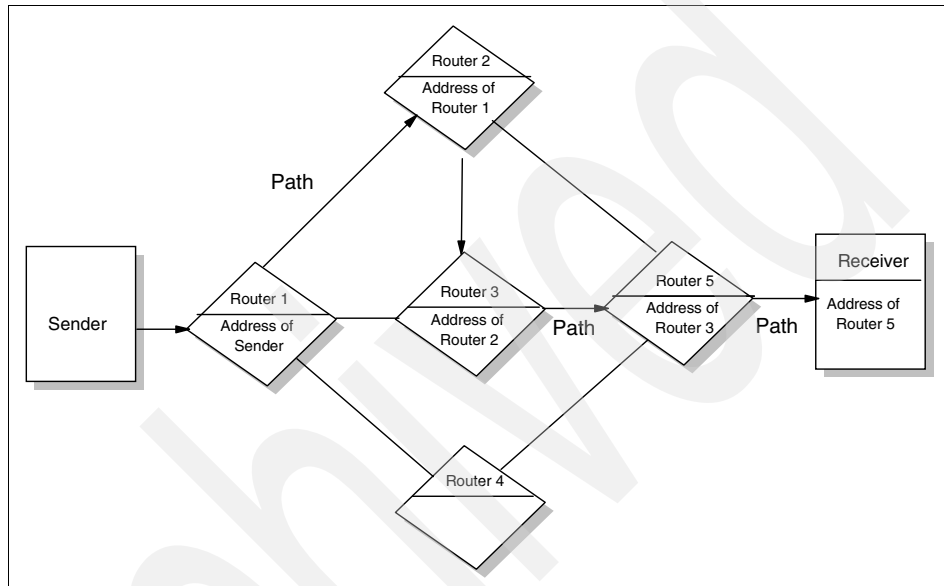 Router 2
Address of
Router 1
Path
Sender
Router 1
Address of
Sender
Router 3
Address of
Router 2
Path
Router 5
Address of
Router 3
Path
Receiver
Address of
Router 5
Router 4